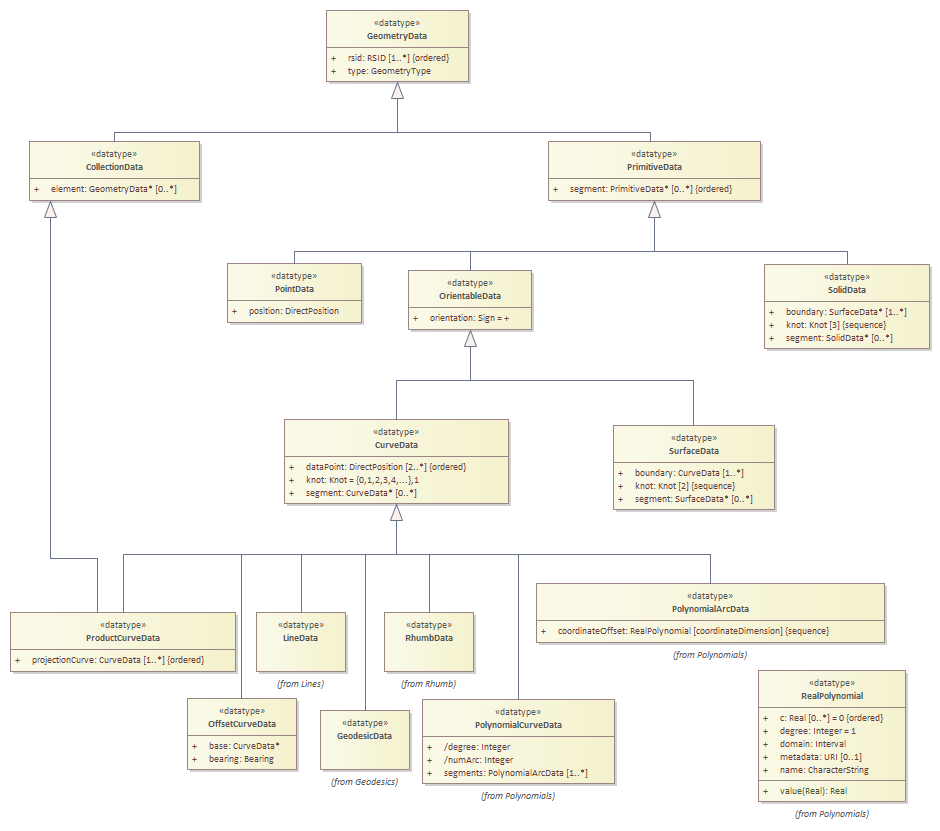 «datatype»
GeometryData
+ rsid: RSID [1..*] {ordered}
+ type: GeometryType
«datatype»
CollectionData
+ element: GeometryData* [0..*]
«datatype»
PrimitiveData
+ segment: PrimitiveData* [0..*] {ordered}
«datatype»
PointData
+ position: DirectPosition
«datatype»
OrientableData
+ orientation: Sign = +
«datatype»
SolidData
+ boundary: SurfaceData* [1..*]
+ knot: Knot [3] {sequence}
+ segment: SolidData* [0..*]
«datatype»
CurveData
+ dataPoint: DirectPosition [2..*] {ordered}
+ knot: Knot = {0,1,2,3,4,...},1
+ segment: CurveData* [0..*]
«datatype»
SurfaceData
+ boundary: CurveData [1..*]
+ knot: Knot [2] {sequence}
+ segment: SurfaceData* [0..*]
«datatype»
ProductCurveData
+ projectionCurve: CurveData [1..*] {ordered}
«datatype»
LineData
(from Lines)
«datatype»
RhumbData
(from Rhumb)
«datatype»
PolynomialArcData
+ coordinateOffset: RealPolynomial [coordinateDimension] {sequence}
(from Polynomials)
«datatype»
OffsetCurveData
+ base: CurveData*
+ bearing: Bearing
«datatype»
GeodesicData
(from Geodesics)
«datatype»
PolynomialCurveData
+ /degree: Integer
+ /numArc: Integer
+ segments: PolynomialArcData [1..*]
(from Polynomials)
«datatype»
RealPolynomial
+ c: Real [0..*] = 0 {ordered}
+ degree: Integer = 1
+ domain: Interval
+ metadata: URI [0..1]
+ name: CharacterString
+ value(Real): Real
(from Polynomials)